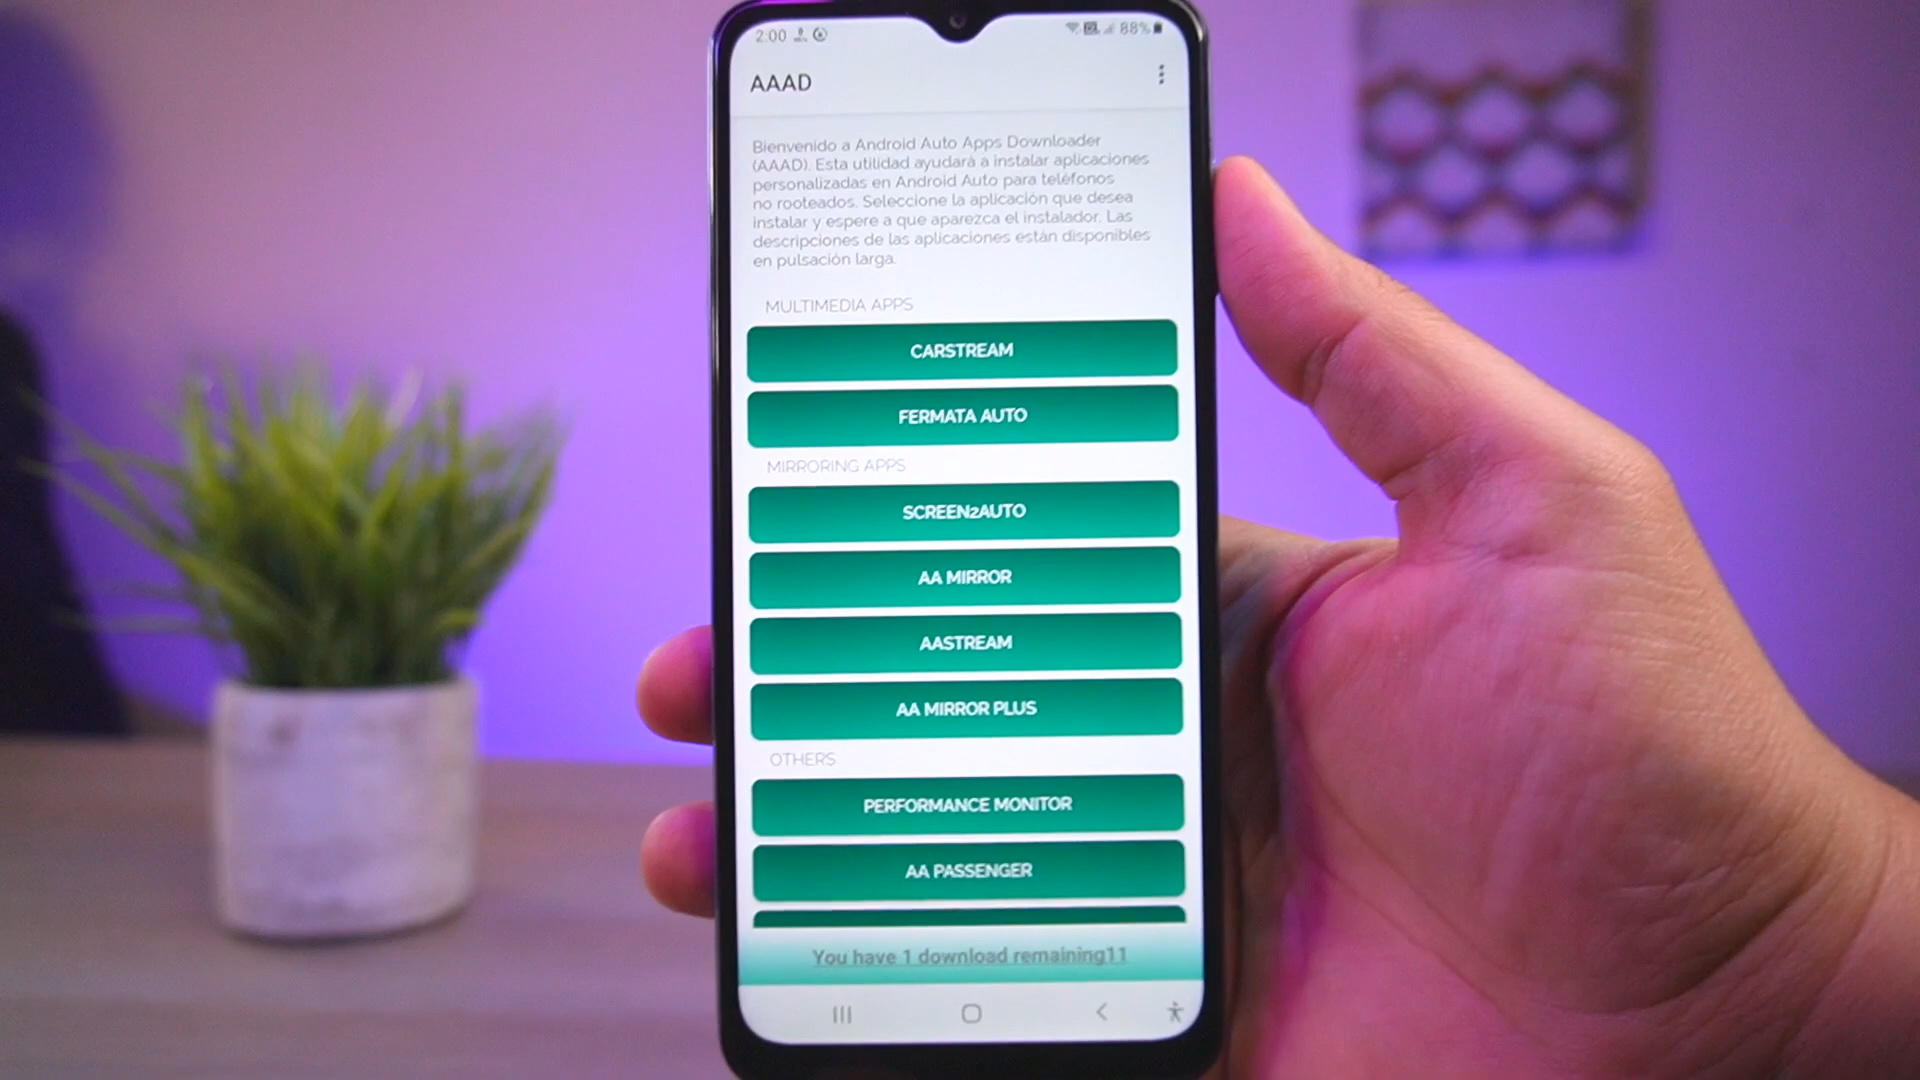 2:00
88%
AAAD
Bienvenido a Android Auto Apps Downloader
(AAAD). Esta utilidad ayudará a instalar aplicaciones
personalizadas en Android Auto para teléfonos
no rooteados. Seleccione la aplicación que desea
instalar y espere a que aparezca el instalador. Las
descripciones de las aplicaciones están disponibles
en pulsación larga.
MULTIMEDIA APPS
CARSTREAM
FERMATA AUTO
MIRRORING APPS
SCREEN2AUTO
AA MIRROR
AASTREAM
AA MIRROR PLUS
OTHERS
PERFORMANCE MONITOR
AA PASSENGER
You have 1 download remaining11